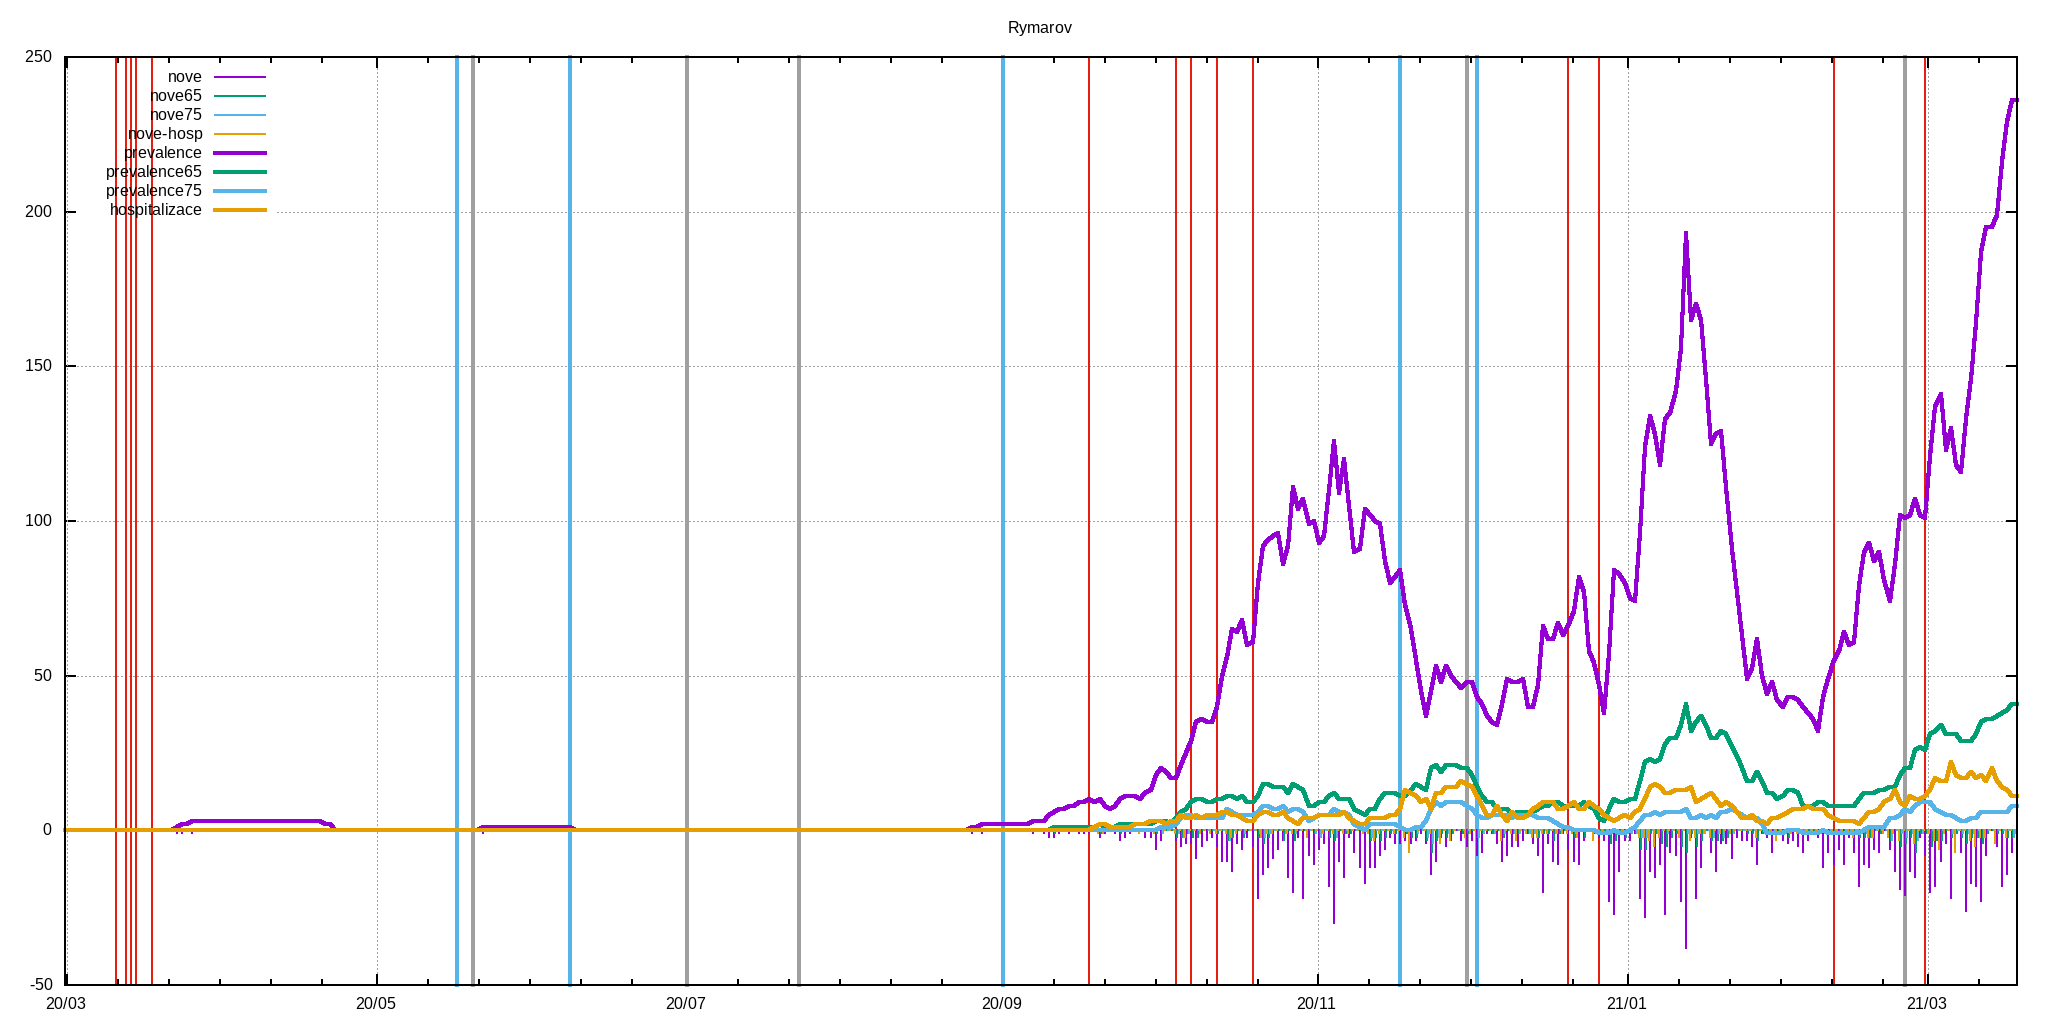 Rymarov
250
nove
nove65
nove75
nove-hosp
prevalence
prevalence65
prevalence75
hospitalizace
200
150
100
50
0
-50
20/03 20/05 20/07 20/09 20/11 21/01 21/03